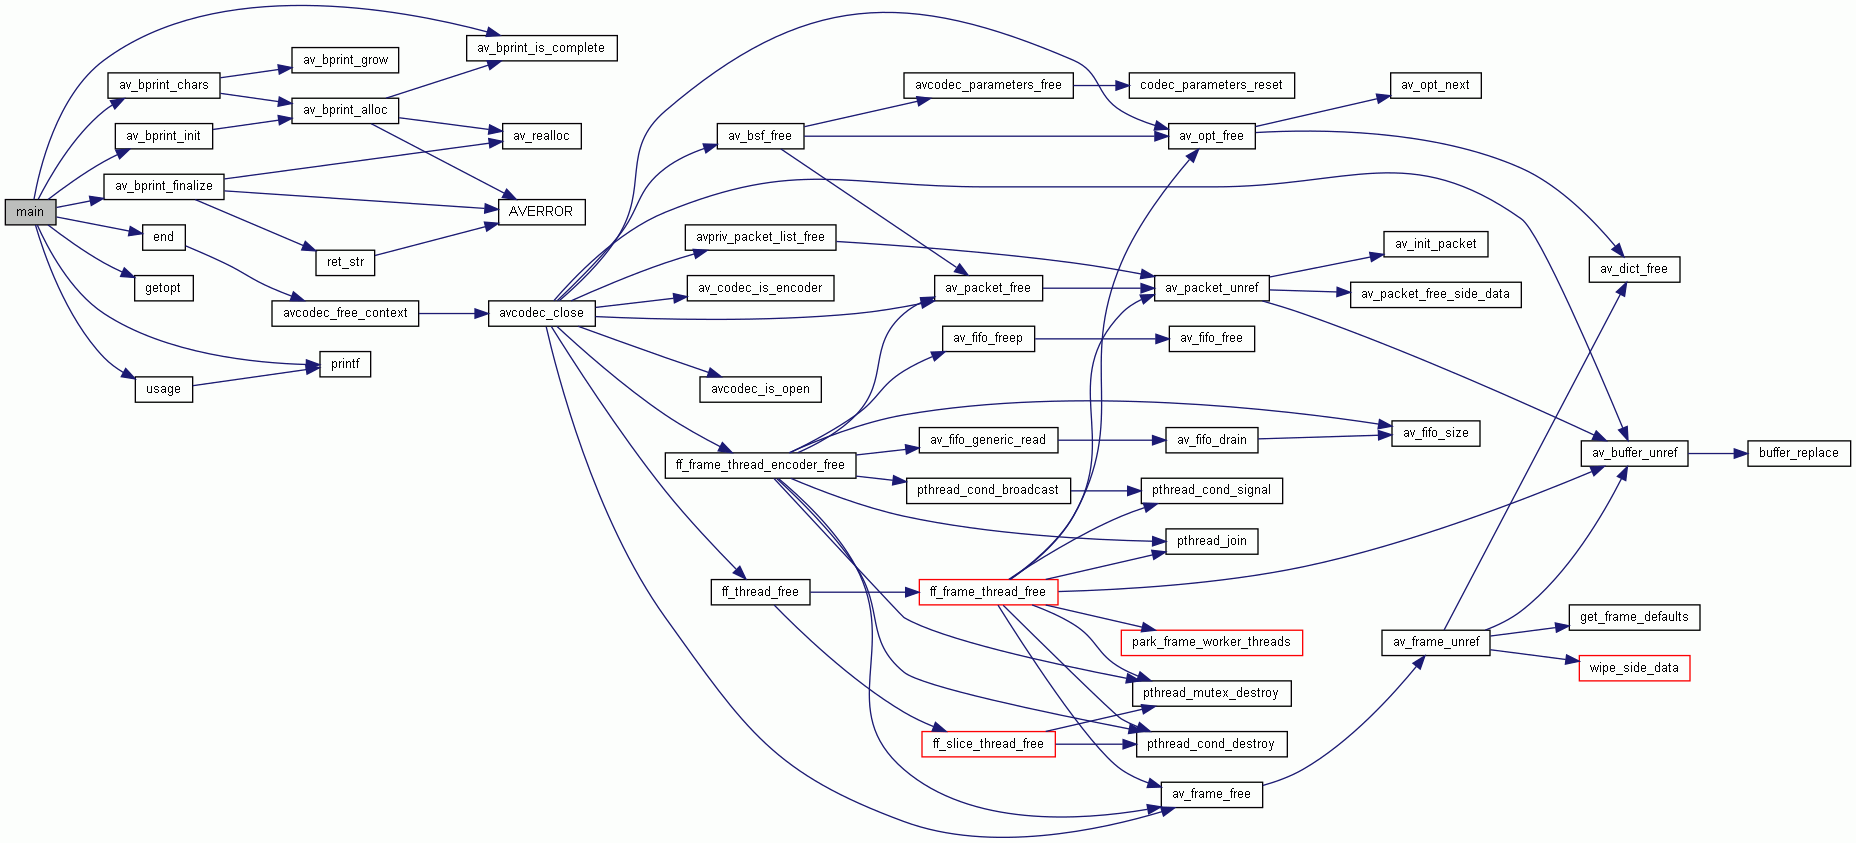 main
av_bprint_chars
av_bprint_init
av_bprint_finalize
end
getopt
usage
av_bprint_grow
av_bprint_alloc
ret_str
avcodec_free_context
printf
av_bprint_is_complete
av_realloc
AVERROR
avcodec_close
av_bsf_free
avpriv_packet_list_free
av_codec_is_encoder
avcodec_is_open
ff_frame_thread_encoder_free
ff_thread_free
avcodec_parameters_free
av_packet_free
av_fifo_freep
av_fifo_generic_read
pthread_cond_broadcast
ff_frame_thread_free
ff_slice_thread_free
codec_parameters_reset
av_opt_free
av_packet_unref
av_fifo_free
av_fifo_drain
pthread_cond_signal
pthread_join
park_frame_worker_threads
pthread_mutex_destroy
pthread_cond_destroy
av_frame_free
av_opt_next
av_init_packet
av_packet_free_side_data
av_fifo_size
av_frame_unref
av_dict_free
av_buffer_unref
get_frame_defaults
wipe_side_data
buffer_replace